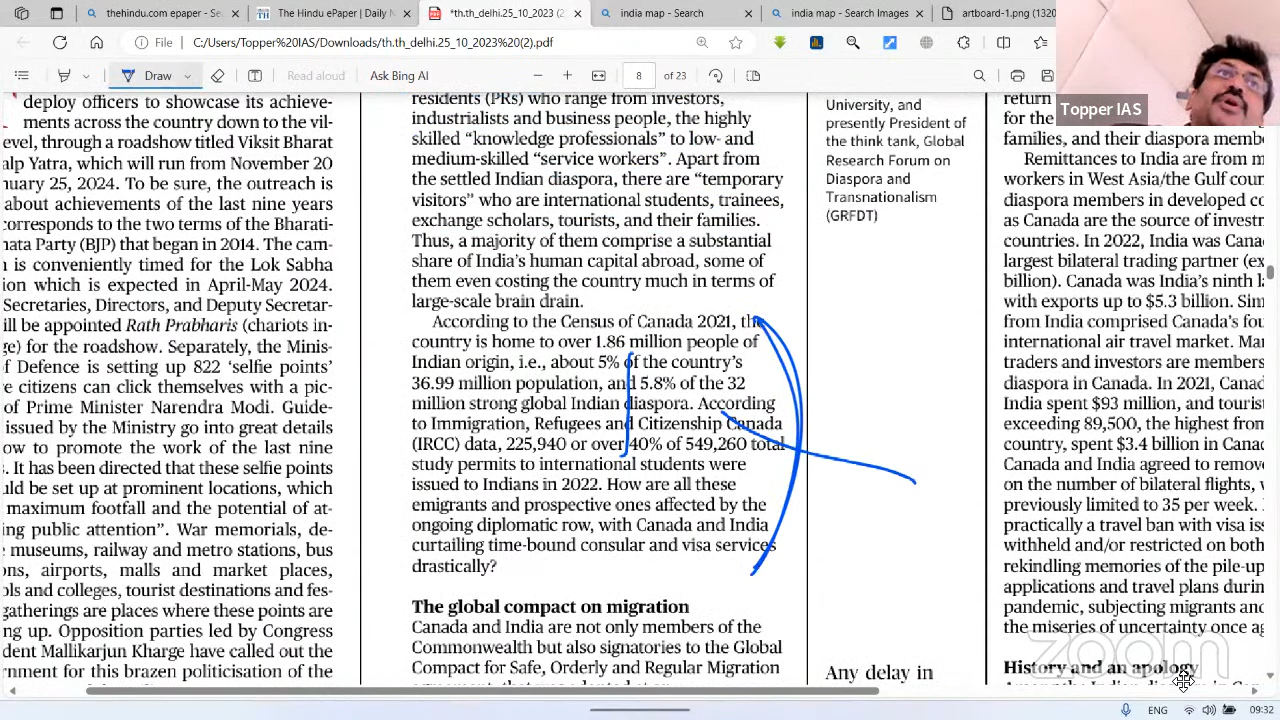 thehindu.com epaper - Se
The Hindu ePaper | Daily N
*th.th_delhi.25_10_2023 (2).p
india map - Search
india map - Search Images
artboard-1.png (1320
File
C:/Users/Topper%20IAS/Downloads/th.th_delhi.25_10_2023%20(2).pdf
Draw
Read aloud
Ask Bing AI
8 of 23
Topper IAS
deploy officers to showcase its achieve-
ments across the country down to the vil-
evel, through a roadshow titled Viksit Bharat
alp Yatra, which will run from November 20
nuary 25, 2024. To be sure, the outreach is
about achievements of the last nine years
corresponds to the two terms of the Bharati-
nata Party (BJP) that began in 2014. The cam-
n is conveniently timed for the Lok Sabha
ion which is expected in April-May 2024.
Secretaries, Directors, and Deputy Secretar-
ill be appointed Rath Prabharis (chariots in-
ge) for the roadshow. Separately, the Minis-
f Defence is setting up 822 ‘selfie points’
e citizens can click themselves with a pic-
of Prime Minister Narendra Modi. Guide-
issued by the Ministry go into great details
ow to promote the work of the last nine
s. It has been directed that these selfie points
uld be set up at prominent locations, which
maximum footfall and the potential of at-
ing public attention”. War memorials, de-
e museums, railway and metro stations, bus
ons, airports, malls and market places,
ols and colleges, tourist destinations and fes-
gatherings are places where these points are
ng up. Opposition parties led by Congress
dent Mallikarjun Kharge have called out the
rnment for this brazen politicisation of the
residents (PRs) who range from investors,
industrialists and business people, the highly
skilled “knowledge professionals” to low- and
medium-skilled “service workers”. Apart from
the settled Indian diaspora, there are “temporary
visitors” who are international students, trainees,
exchange scholars, tourists, and their families.
Thus, a majority of them comprise a substantial
share of India’s human capital abroad, some of
them even costing the country much in terms of
large-scale brain drain.
According to the Census of Canada 2021, the
country is home to over 1.86 million people of
Indian origin, i.e., about 5% of the country’s
36.99 million population, and 5.8% of the 32
million strong global Indian diaspora. According
to Immigration, Refugees and Citizenship Canada
(IRCC) data, 225,940 or over 40% of 549,260 total
study permits to international students were
issued to Indians in 2022. How are all these
emigrants and prospective ones affected by the
ongoing diplomatic row, with Canada and India
curtailing time-bound consular and visa services
drastically?
The global compact on migration
Canada and India are not only members of the
Commonwealth but also signatories to the Global
Compact for Safe, Orderly and Regular Migration
University, and
presently President of
the think tank, Global
Research Forum on
Diaspora and
Transnationalism
(GRFDT)
Any delay in
return
for the
families, and their diaspora memb
Remittances to India are from m
workers in West Asia/the Gulf cour
diaspora members in developed co
as Canada are the source of investm
countries. In 2022, India was Cana
largest bilateral trading partner (ex
billion). Canada was India’s ninth la
with exports up to $5.3 billion. Sim
from India comprised Canada’s fou
international air travel market. Mar
traders and investors are members
diaspora in Canada. In 2021, Canad
India spent $93 million, and tourist
exceeding 89,500, the highest from
country, spent $3.4 billion in Canad
Canada and India agreed to remove
on the number of bilateral flights, v
previously limited to 35 per week. I
practically a travel ban with visa iss
withheld and/or restricted on both
rekindling memories of the pile-up
applications and travel plans durin
pandemic, subjecting migrants and
the miseries of uncertainty once ag
History and an apology
zoom
ENG
09:32